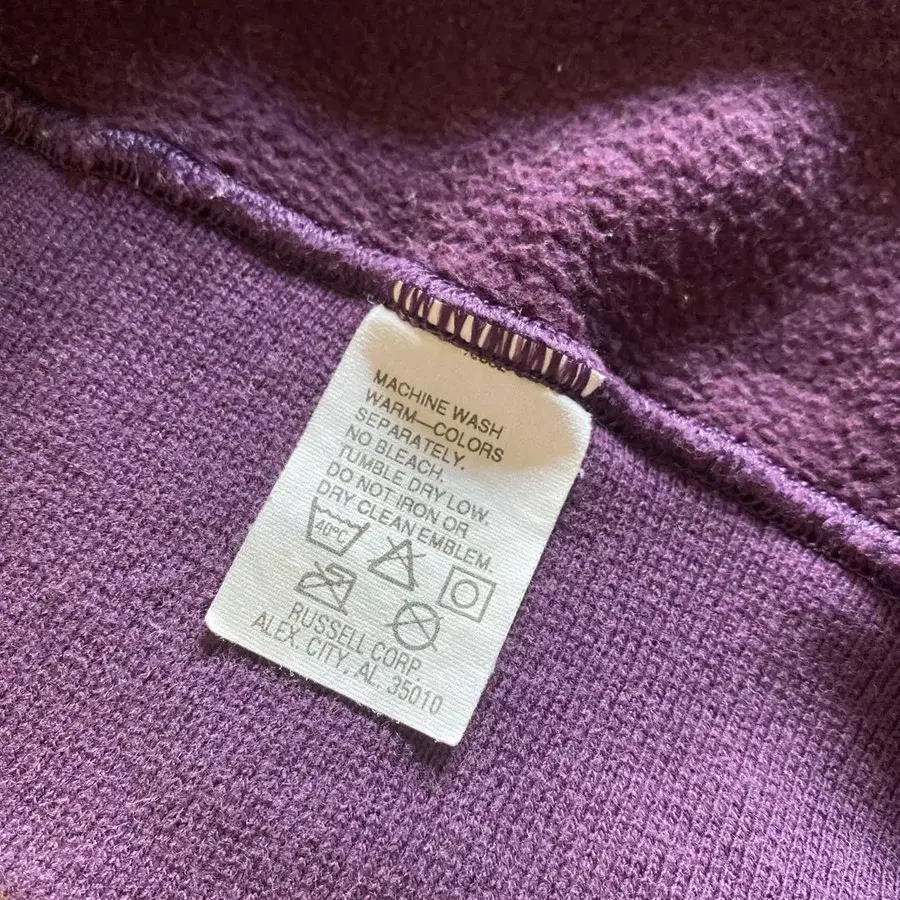 MACHINE WASH
WARM—COLORS
SEPARATELY.
NO BLEACH.
TUMBLE DRY LOW.
DO NOT IRON OR
DRY CLEAN EMBLEM.
40°C
RUSSELL CORP
ALEX. CITY, AL. 35010